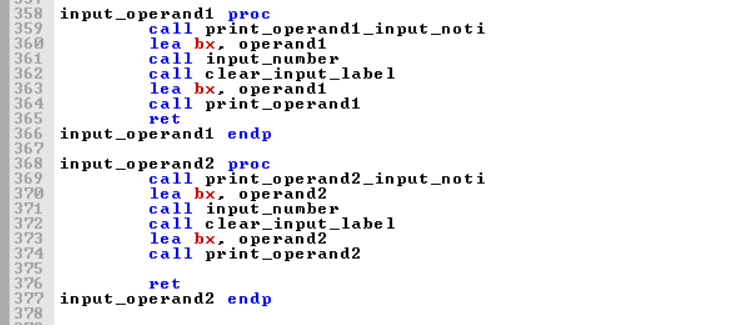 358 input_operand1 proc
359 call print_operand1_input_noti
360 lea bx, operand1
361 call input_number
362 call clear_input_label
363 lea bx, operand1
364 call print_operand1
365 ret
366 input_operand1 endp
367
368 input_operand2 proc
369 call print_operand2_input_noti
370 lea bx, operand2
371 call input_number
372 call clear_input_label
373 lea bx, operand2
374 call print_operand2
375
376 ret
377 input_operand2 endp
378